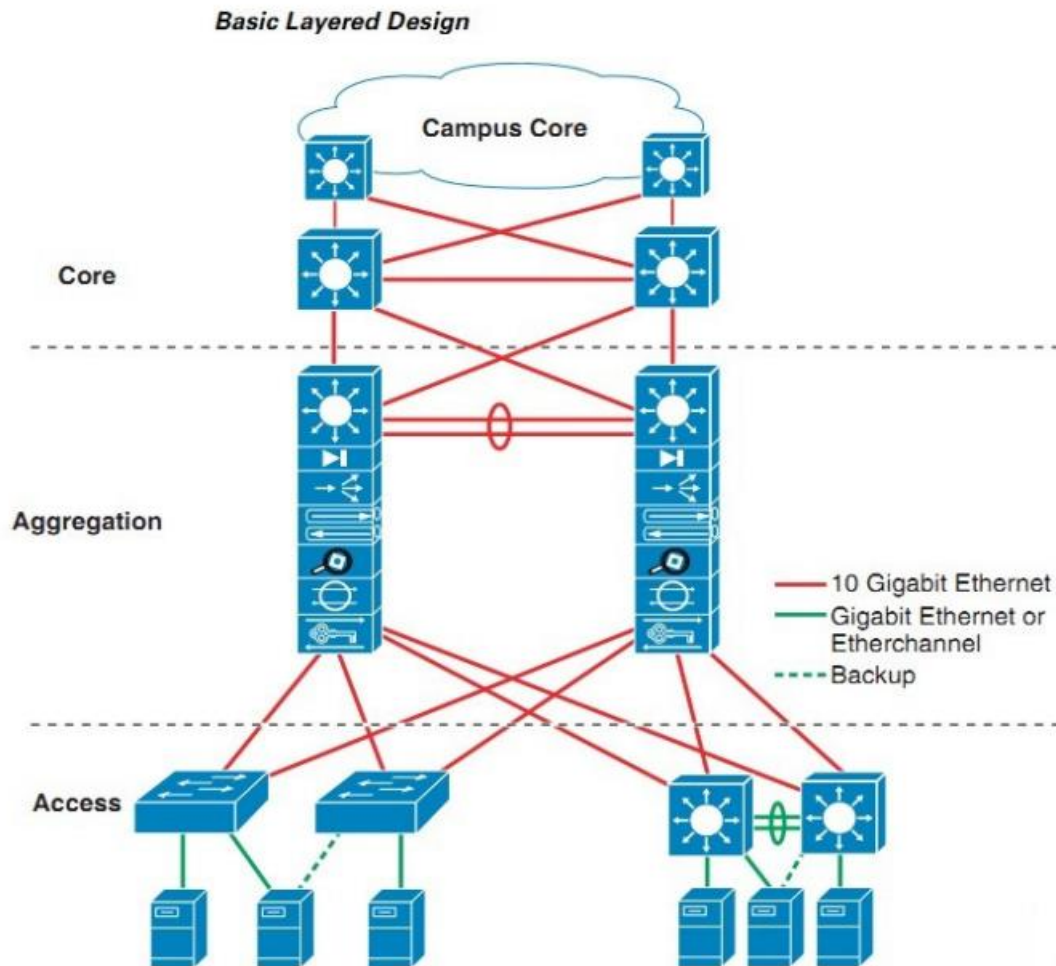 Basic Layered Design
Campus Core
Core
Aggregation
10 Gigabit Ethernet
Gigabit Ethernet or
Etherchannel
Backup
Access